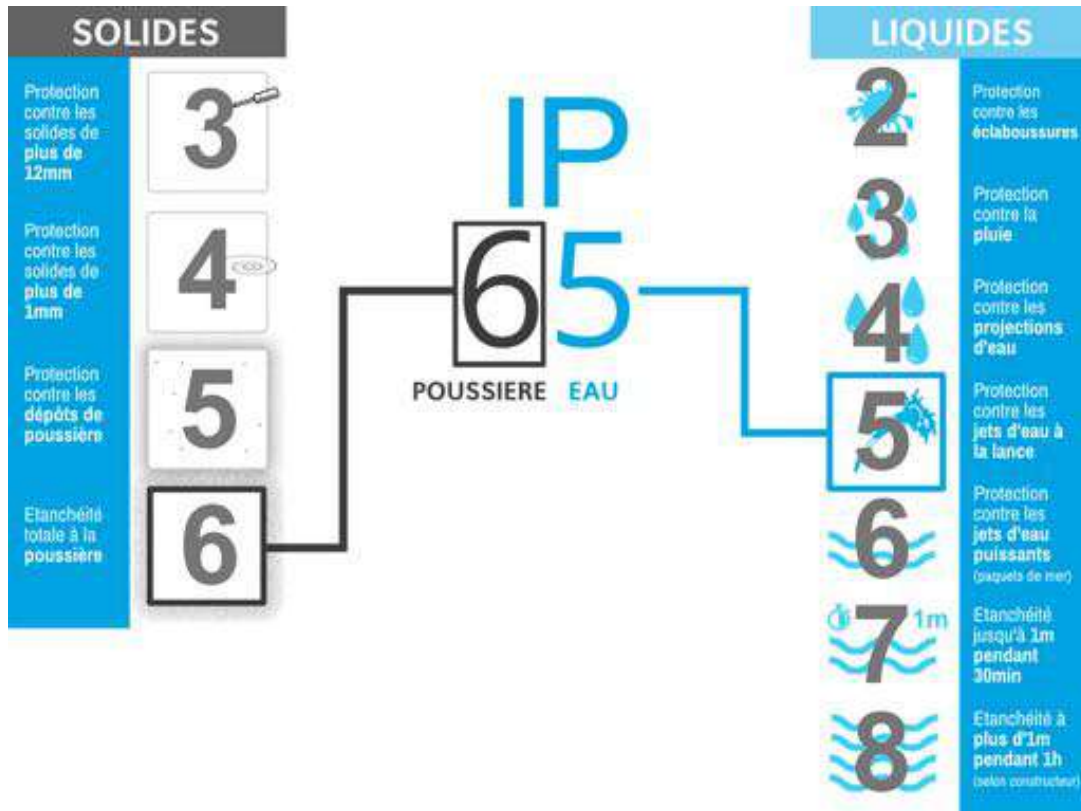 SOLIDES
Protection
contre les
solides de
plus de
12mm
3
Protection
contre les
solides de
plus de
1mm
4
Protection
contre les
dépôts de
poussière
5
Etanchéité
totale à la
poussière
6
IP
65
POUSSIERE EAU
LIQUIDES
2
Protection
contre les
éclaboussures
3
Protection
contre la
pluie
4
Protection
contre les
projections
d'eau
5
Protection
contre les
jets d'eau à
la lance
6
Protection
contre les
jets d'eau
puissants
(paquets de mer)
7
1m
Etanchéité
jusqu'à 1m
pendant
30min
8
Etanchéité à
plus d'1m
pendant 1h
(selon constructeur)